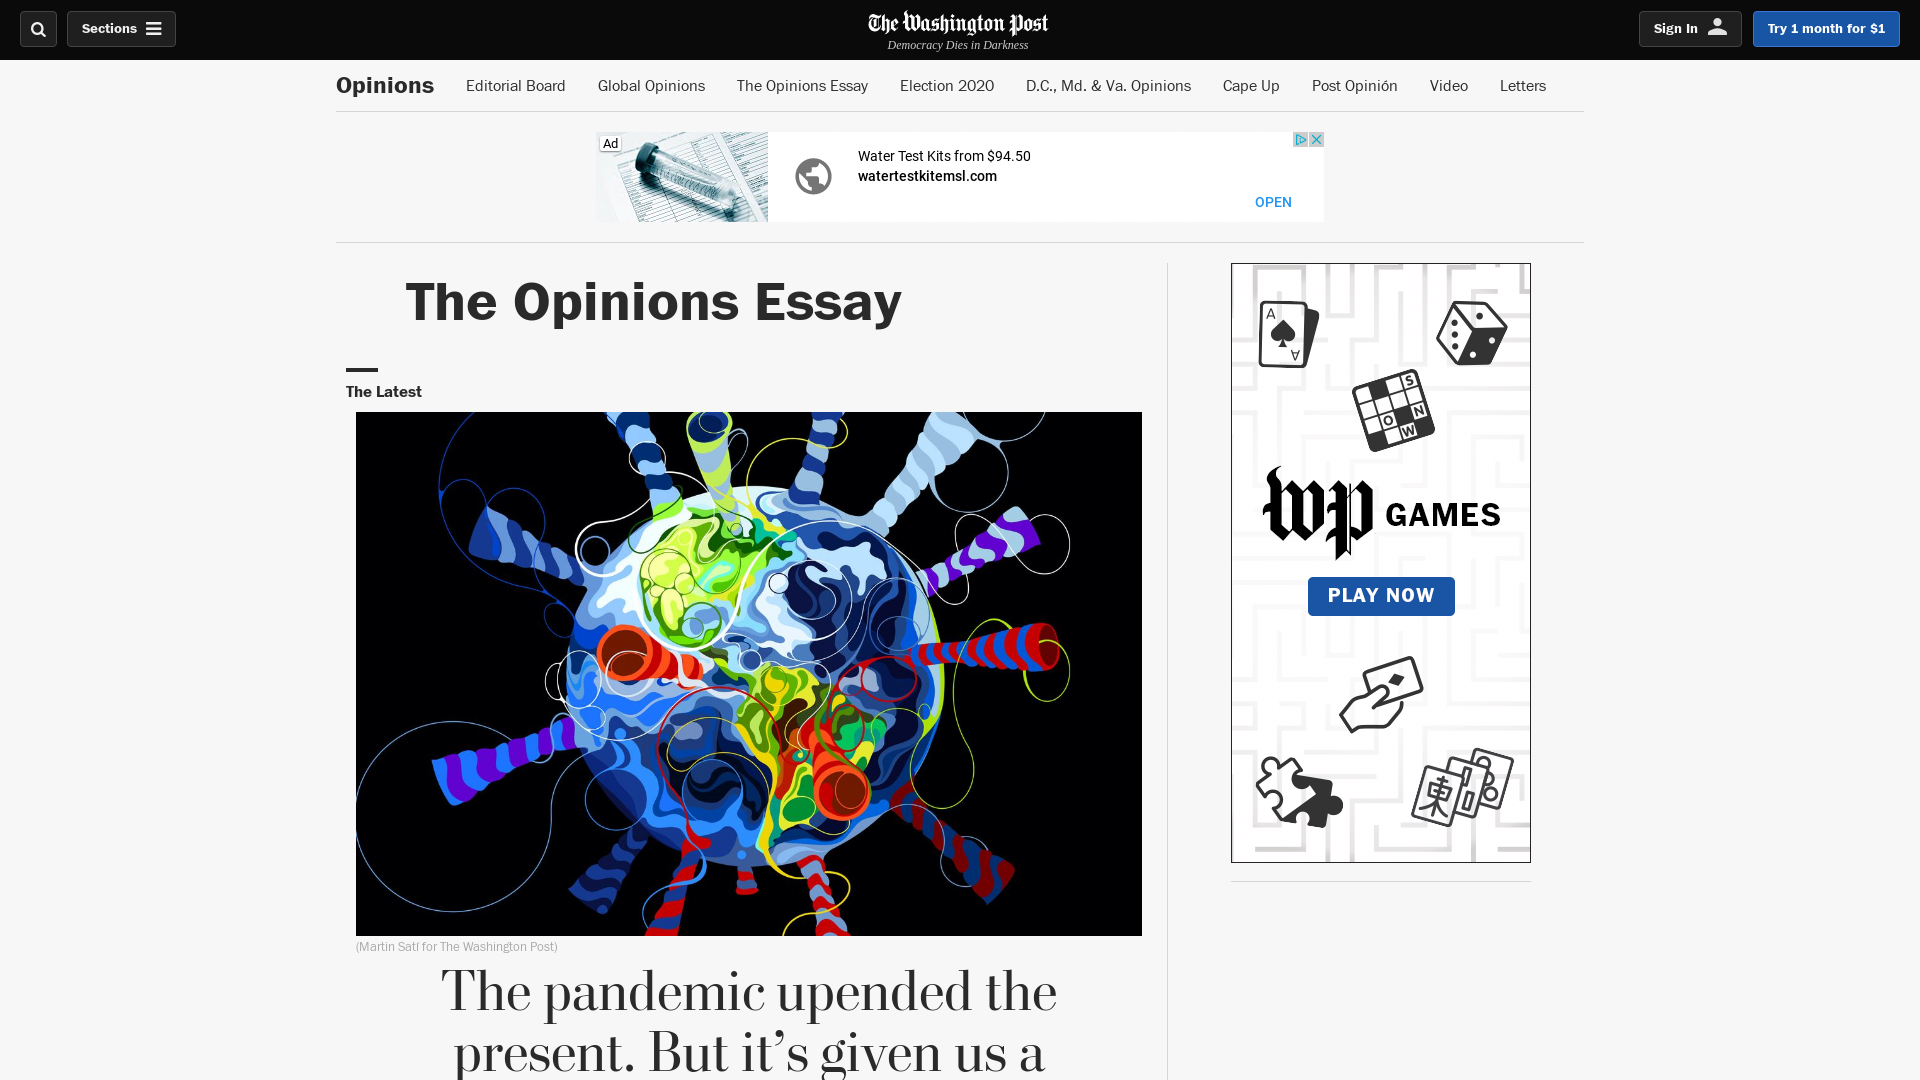 Sections
The Washington Post
Democracy Dies in Darkness
Sign In
Try 1 month for $1
Opinions
Editorial Board
Global Opinions
The Opinions Essay
Election 2020
D.C., Md. & Va. Opinions
Cape Up
Post Opinión
Video
Letters
Ad
Water Test Kits from $94.50
watertestkitemsl.com
OPEN
The Opinions Essay
The Latest
(Martin Satí for The Washington Post)
The pandemic upended the
present. But it’s given us a
A
A
S
O
N
W
wp GAMES
PLAY NOW
東